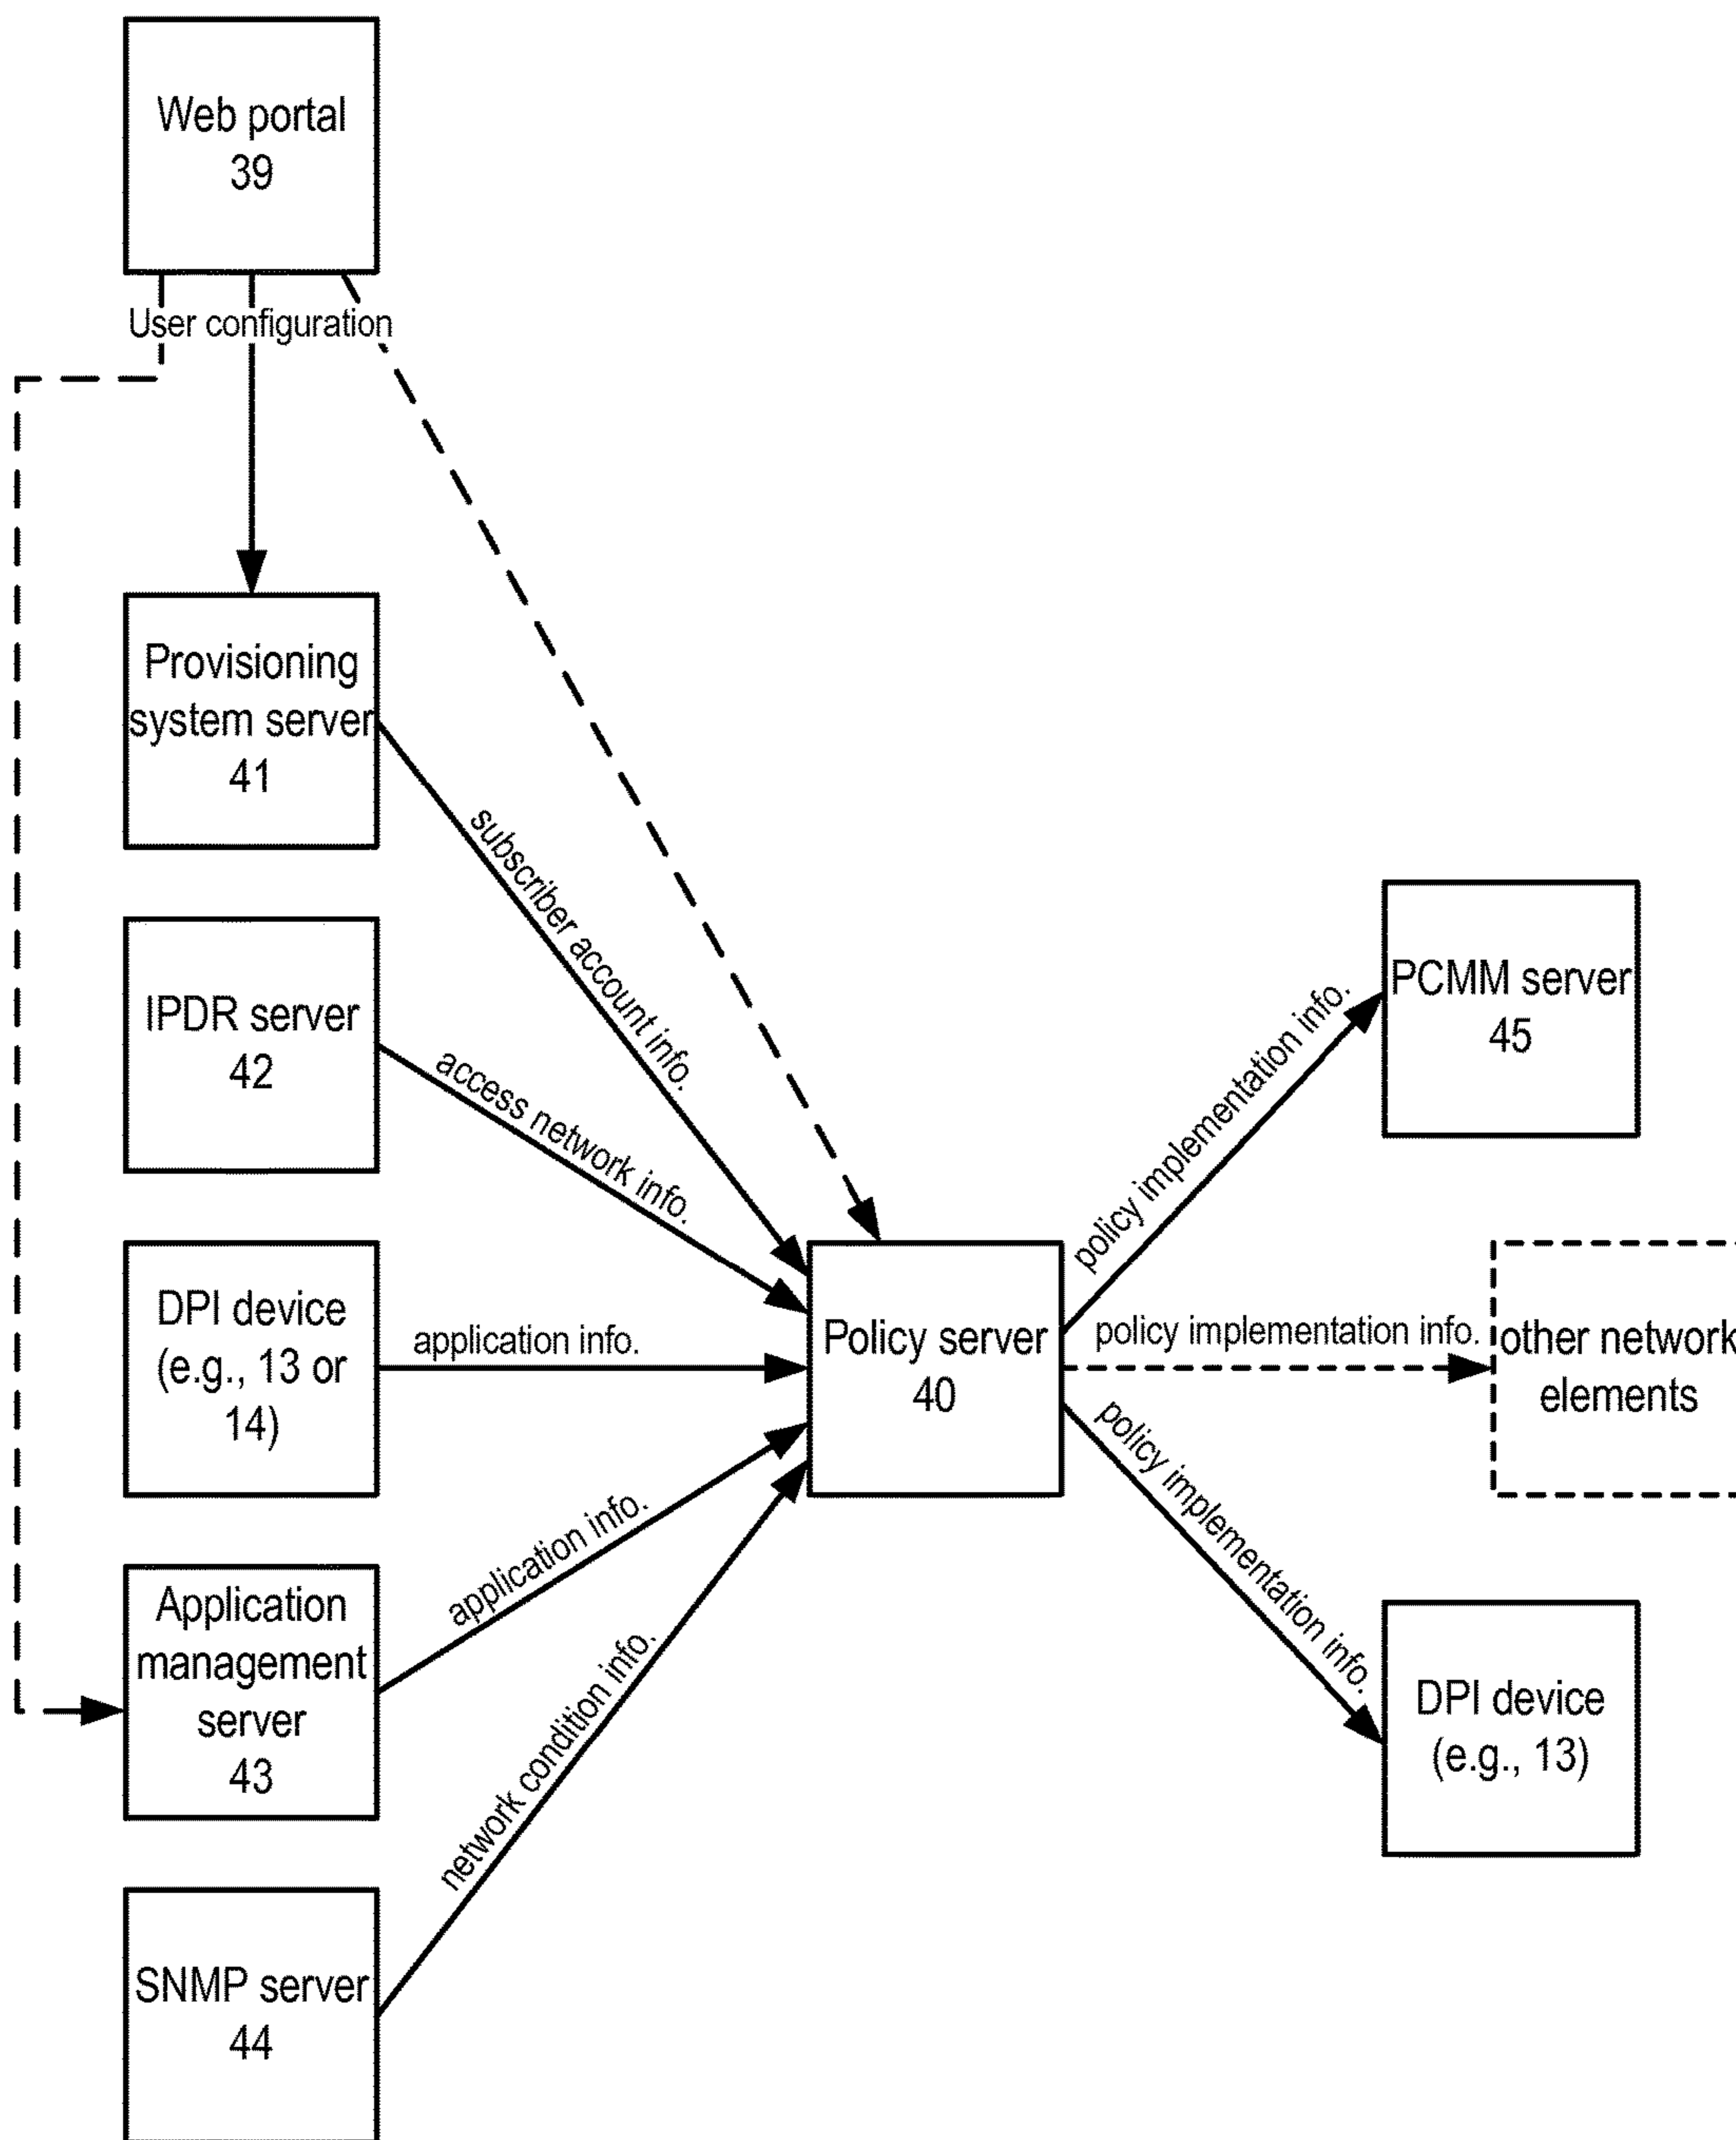 Web portal
39
User configuration
Provisioning
system server
41
subscriber account info.
IPDR server
42
access network info.
PCMM server
45
policy implementation info.
DPI device
(e.g., 13 or
14)
application info.
Policy server
40
policy implementation info.
other network
elements
policy implementation info.
Application
management
server
43
application info.
DPI device
(e.g., 13)
network condition info.
SNMP server
44